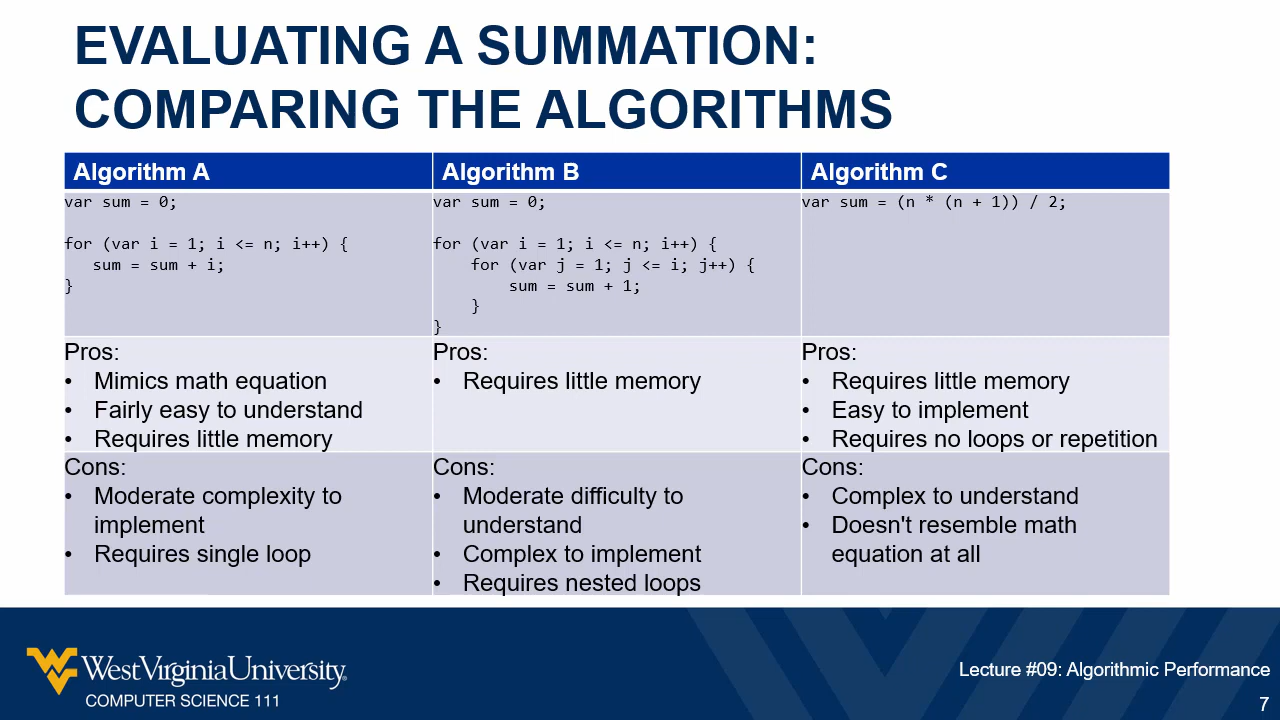 EVALUATING A SUMMATION:
COMPARING THE ALGORITHMS
Algorithm A
var sum = 0;
for (var i = 1; i <= n; i++) {
sum = sum + i;
}
Pros:
• Mimics math equation
• Fairly easy to understand
• Requires little memory
Cons:
• Moderate complexity to
implement
• Requires single loop
Algorithm B
var sum = 0;
for (var i = 1; i <= n; i++) {
for (var j = 1; j <= i; j++) {
sum = sum + 1;
}
}
Pros:
• Requires little memory
Cons:
• Moderate difficulty to
understand
• Complex to implement
• Requires nested loops
Algorithm C
var sum = (n * (n + 1)) / 2;
Pros:
• Requires little memory
• Easy to implement
• Requires no loops or repetition
Cons:
• Complex to understand
• Doesn't resemble math
equation at all
WestVirginiaUniversity®
COMPUTER SCIENCE 111
Lecture #09: Algorithmic Performance
7